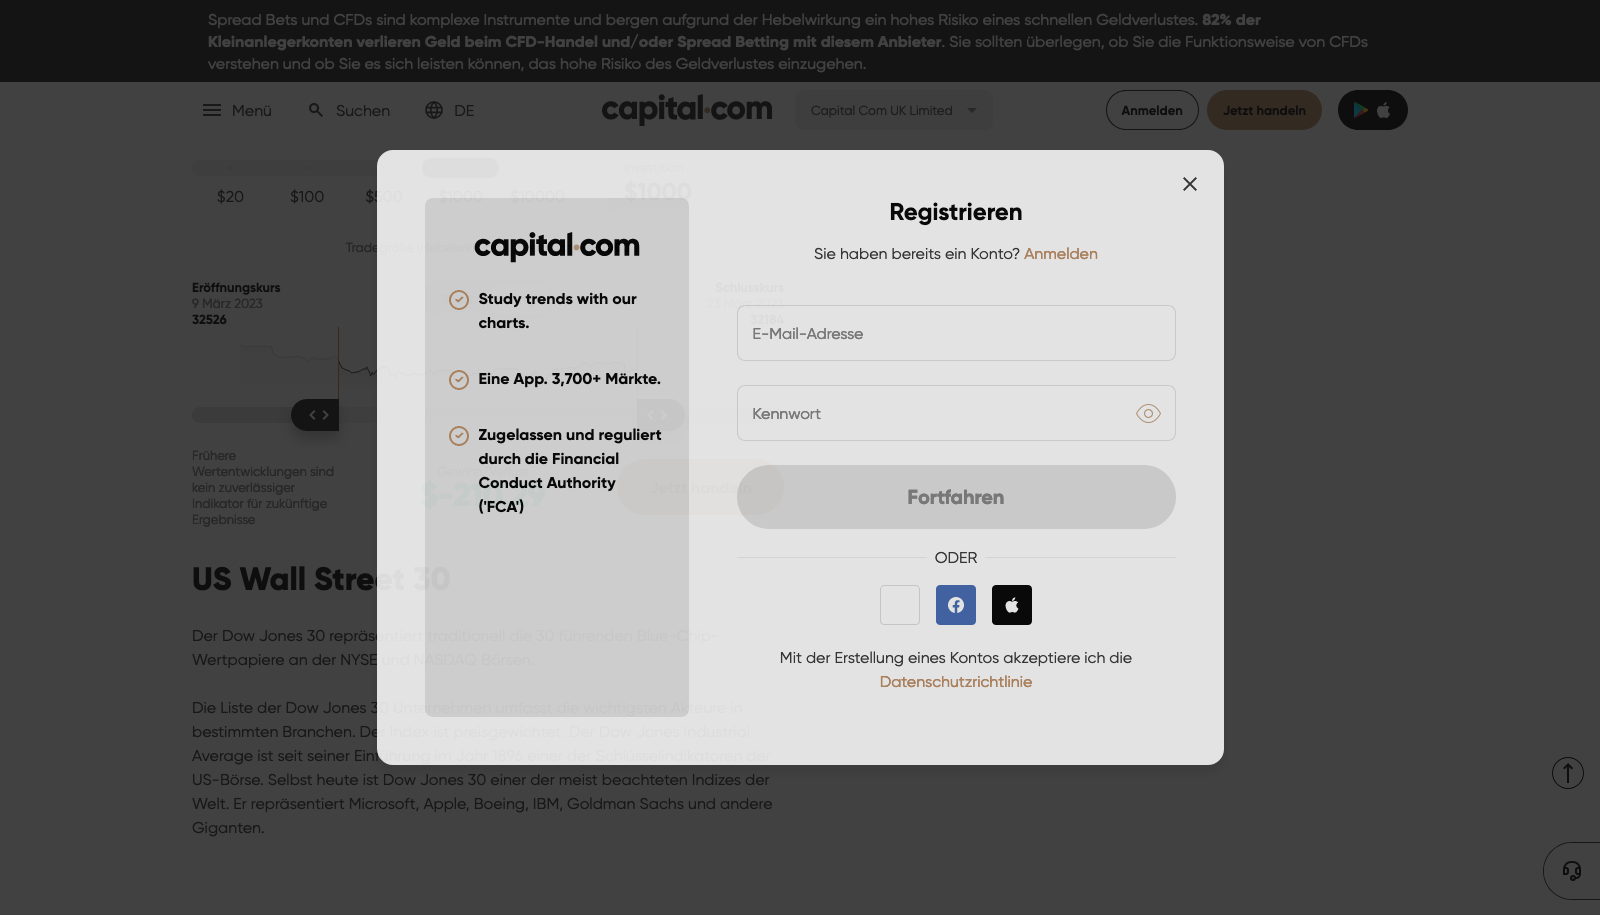 Spread Bets und CFDs sind komplexe Instrumente und bergen aufgrund der Hebelwirkung ein hohes Risiko eines schnellen Geldverlustes. 82% der
Kleinanlegerkonten verlieren Geld beim CFD-Handel und/oder Spread Betting mit diesem Anbieter. Sie sollten überlegen, ob Sie die Funktionsweise von CFDs
verstehen und ob Sie es sich leisten können, das hohe Risiko des Geldverlustes einzugehen.
Menü Suchen DE capital.com Capital Com UK Limited Anmelden Jetzt handeln
$20 $100 $500 $1000 $10000 $1000
Eröffnungskurs
9 März 2023
32526
Frühere
Wertentwicklungen sind
kein zuverlässiger
Indikator für zukünftige
Ergebnisse
US Wall Street 30
Der Dow Jones 30 repräsentiert traditionell die 30 führenden Blue-Chip-
Wertpapiere an der NYSE und NASDAQ Börsen.
Die Liste der Dow Jones 30 Unternehmen umfasst die wichtigsten Akteure in
bestimmten Branchen. Der Index ist preisgewichtet. Der Dow Jones Industrial
Average ist seit seiner Einführung im Jahr 1896 einer der Schlüsselindikatoren der
US-Börse. Selbst heute ist Dow Jones 30 einer der meist beachteten Indizes der
Welt. Er repräsentiert Microsoft, Apple, Boeing, IBM, Goldman Sachs und andere
Giganten.
capital.com
Study trends with our
charts.
Eine App. 3,700+ Märkte.
Zugelassen und reguliert
durch die Financial
Conduct Authority
('FCA')
Registrieren
Sie haben bereits ein Konto? Anmelden
E-Mail-Adresse
Kennwort
Fortfahren
ODER
Mit der Erstellung eines Kontos akzeptiere ich die
Datenschutzrichtlinie